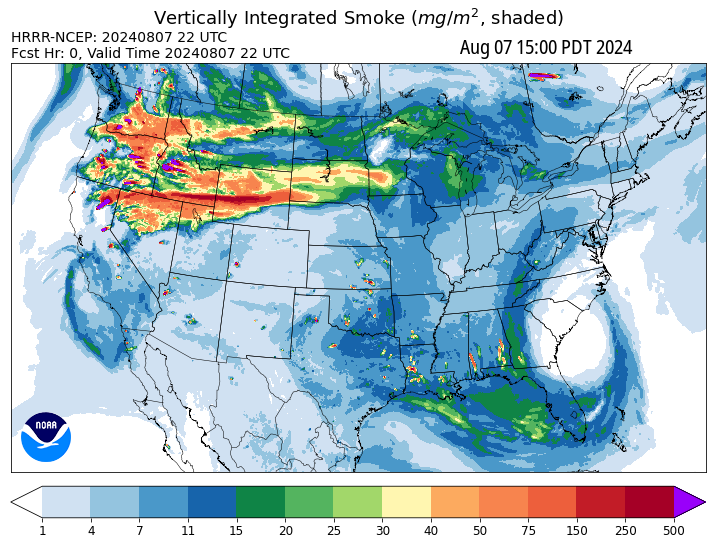 Vertically Integrated Smoke (mg/m², shaded)
HRRR-NCEP: 20240807 22 UTC
Fcst Hr: 0, Valid Time 20240807 22 UTC
Aug 07 15:00 PDT 2024
NOAA
1 4 7 11 15 20 25 30 40 50 75 150 250 500